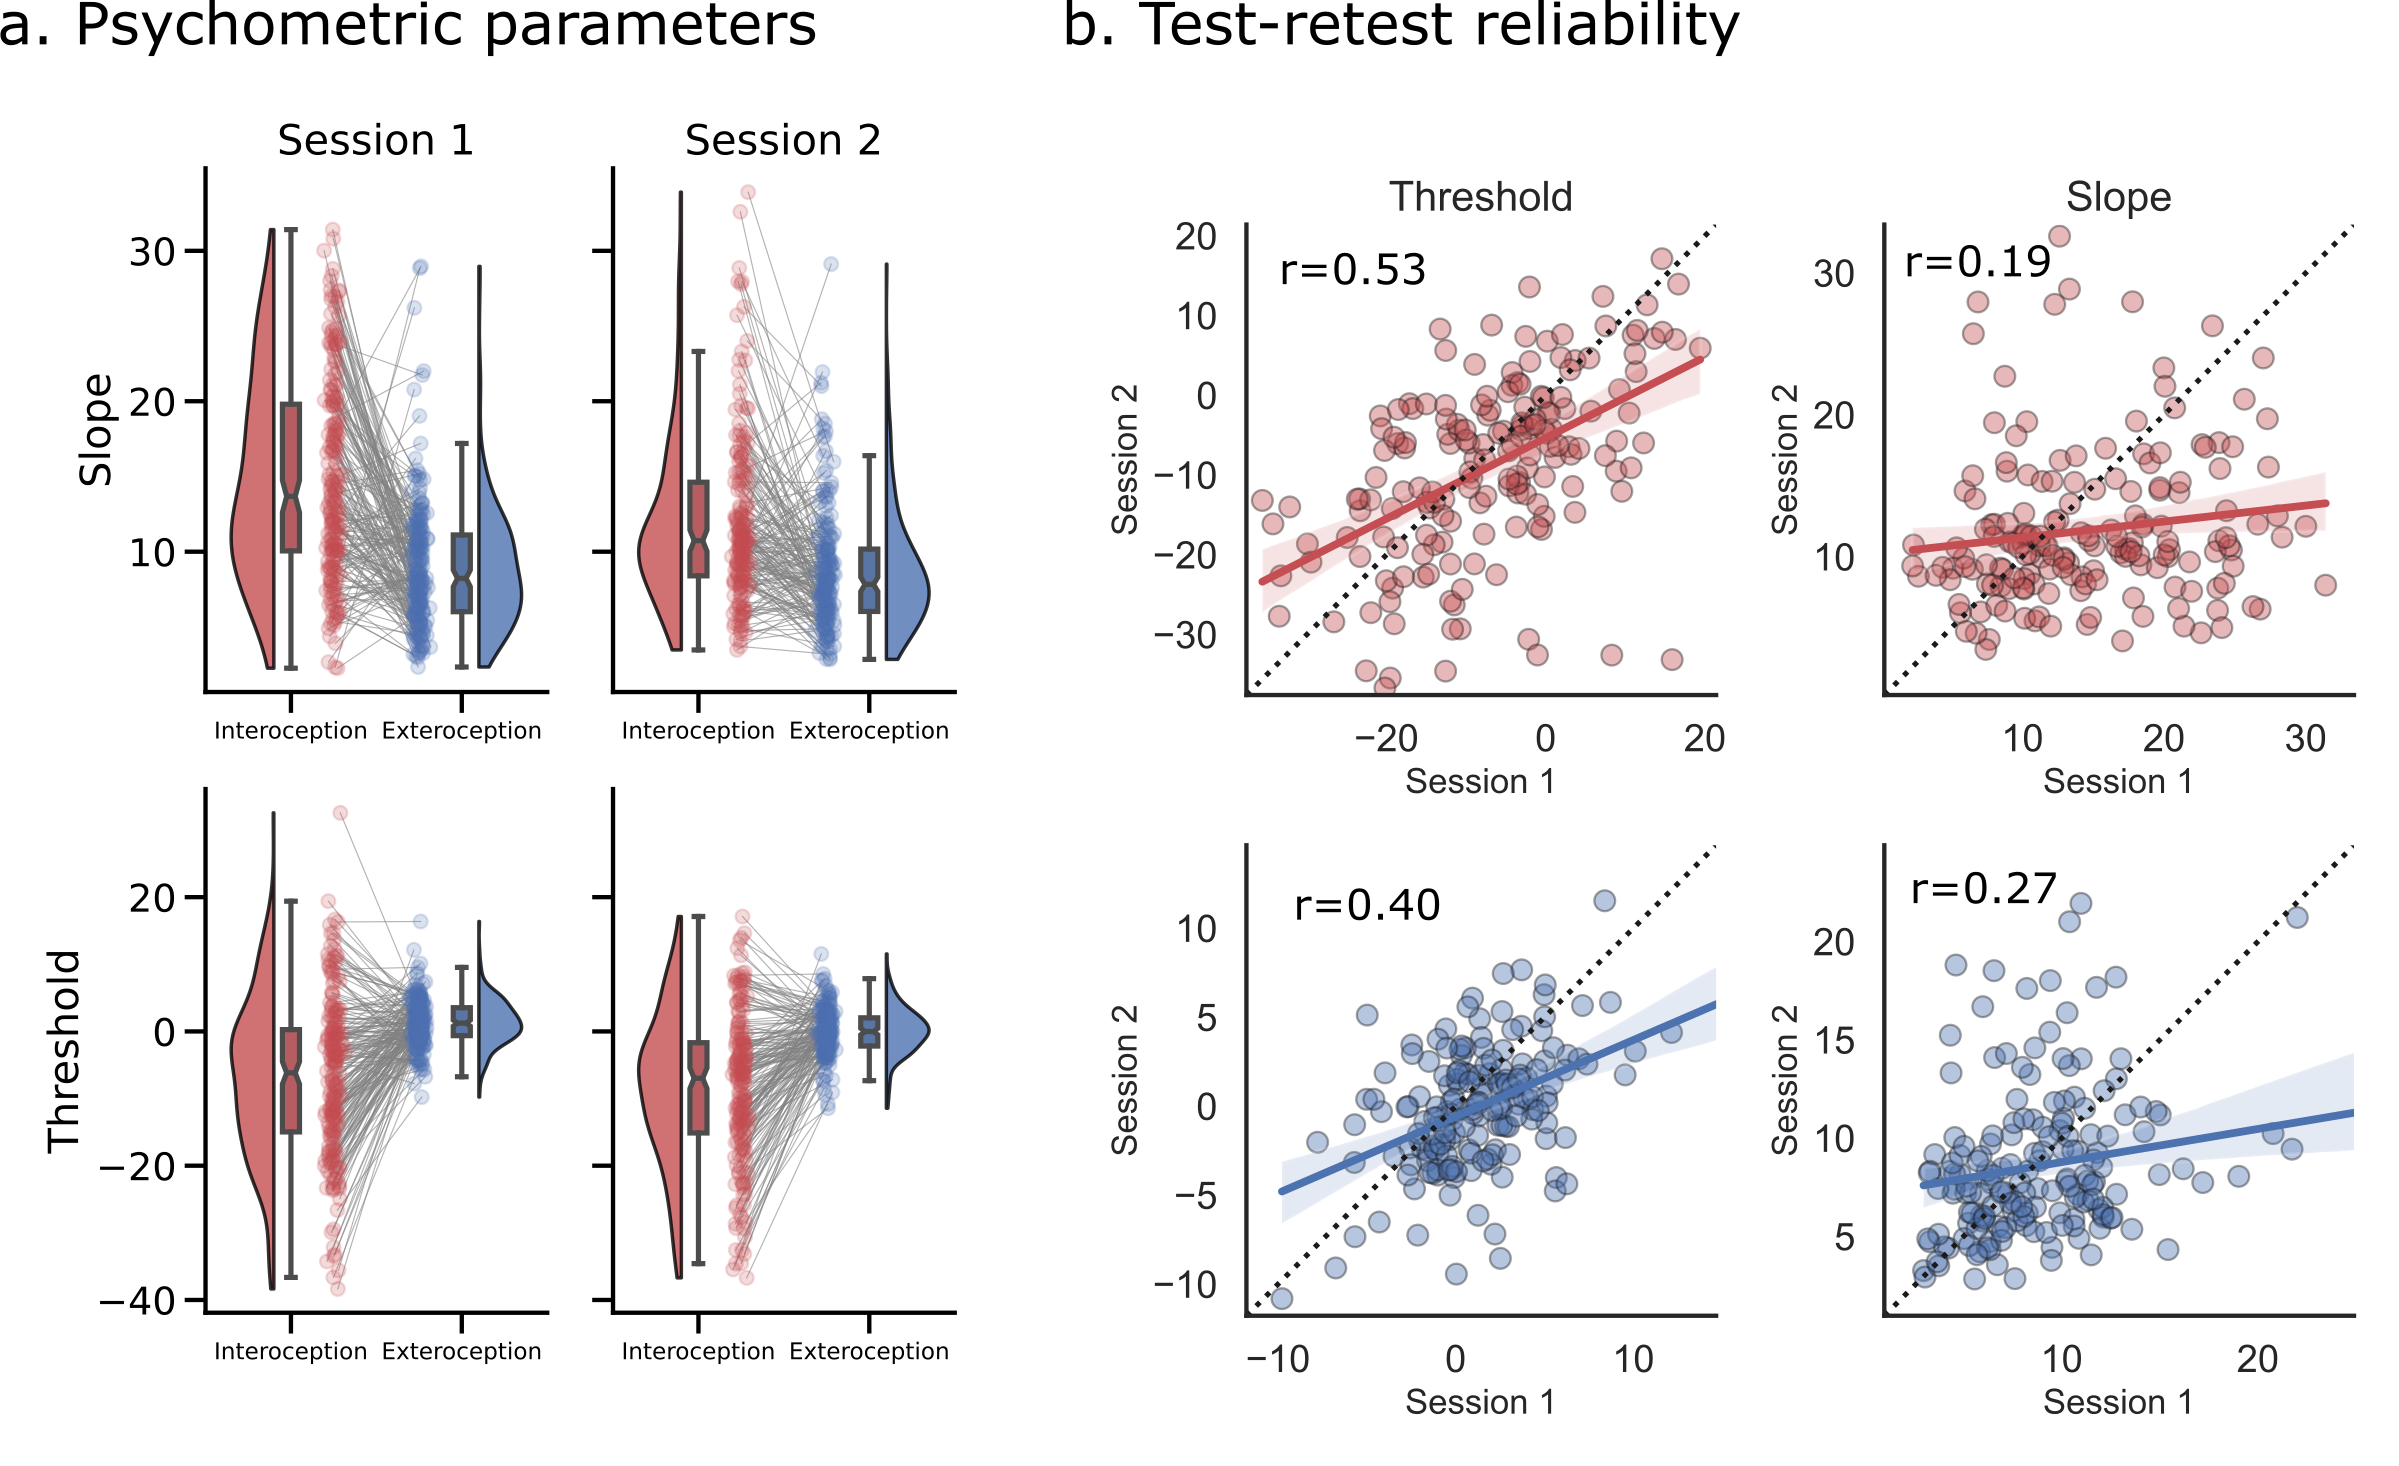 a. Psychometric parameters
b. Test-retest reliability
Session 1
Session 2
Slope
30
20
10
Interoception
Exteroception
Interoception
Exteroception
Threshold
20
0
−20
−40
Interoception
Exteroception
Interoception
Exteroception
Threshold
r=0.53
Session 2
20
10
0
−10
−20
−30
−20
0
20
Session 1
Slope
r=0.19
Session 2
30
20
10
10
20
30
Session 1
r=0.40
Session 2
10
5
0
−5
−10
−10
0
10
Session 1
r=0.27
Session 2
20
15
10
5
10
20
Session 1